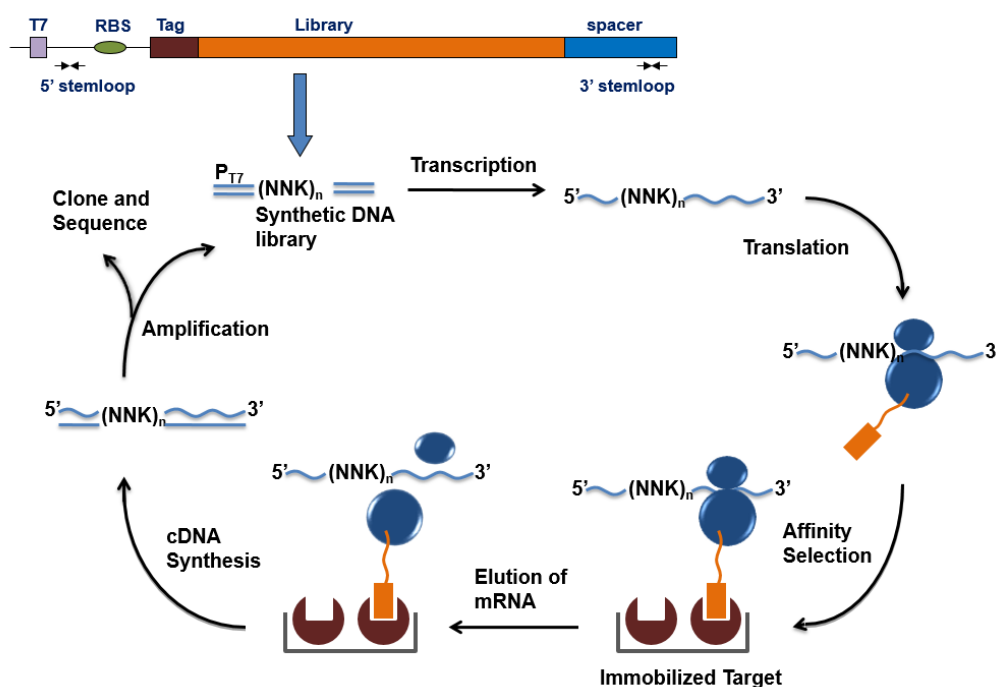 T7
RBS
Tag
Library
spacer
5’ stemloop
3’ stemloop
PT7
(NNK)n
Synthetic DNA
library
Transcription
5’
(NNK)n
3’
Translation
5’
(NNK)n
3
Affinity
Selection
5’
(NNK)n
3’
Immobilized Target
Elution of
mRNA
5’
(NNK)n
3’
cDNA
Synthesis
5’
(NNK)n
3’
Amplification
Clone and
Sequence